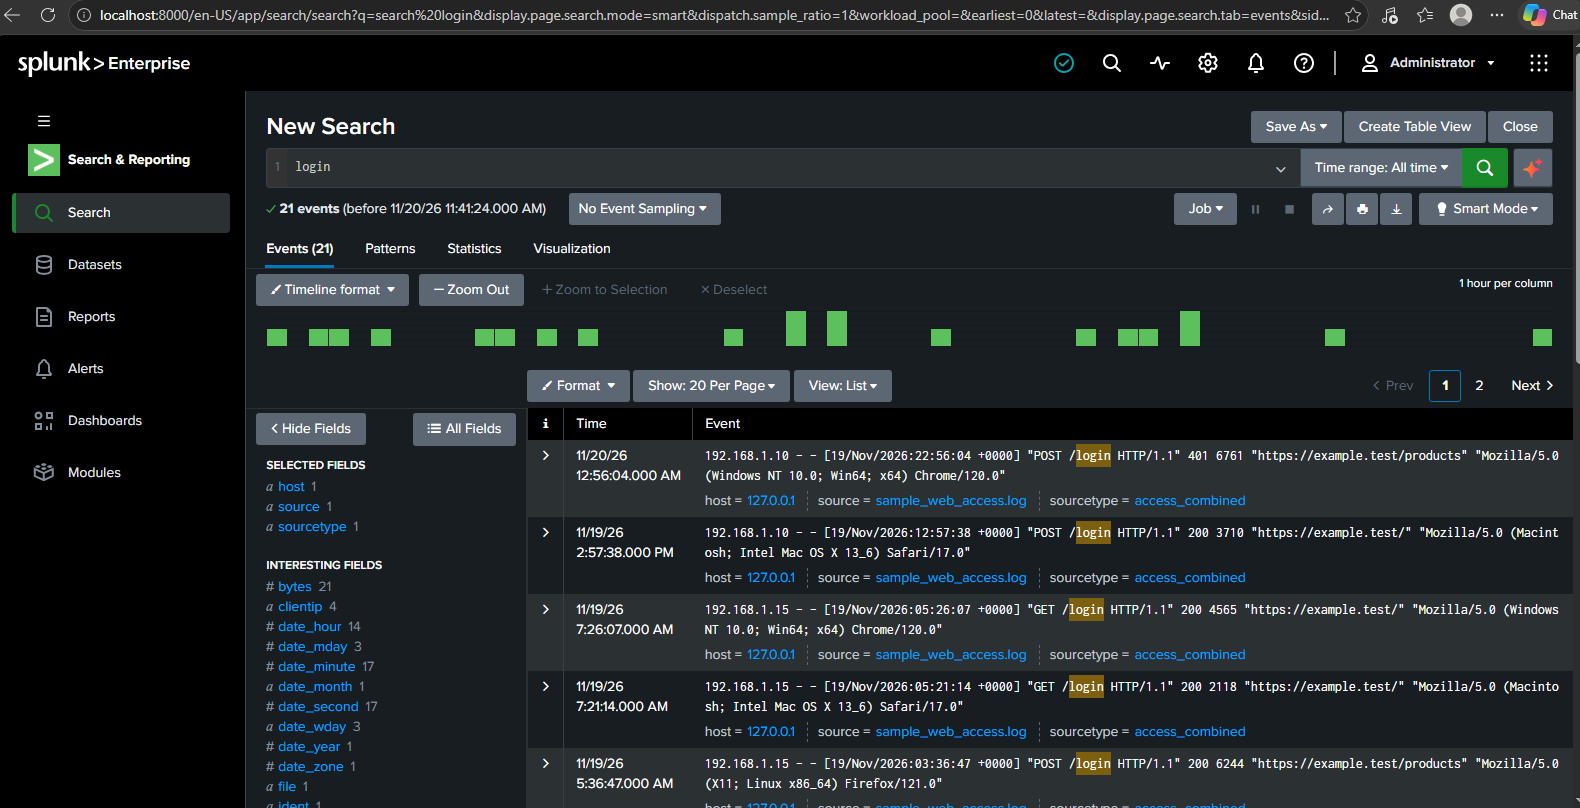 localhost:8000/en-US/app/search/search?q=search%20login&display.page.search.mode=smart&dispatch.sample_ratio=1&workload_pool=&earliest=0&latest=&display.page.search.tab=events&sid...
Chat
splunk> Enterprise
Administrator
Search & Reporting
Search
Datasets
Reports
Alerts
Dashboards
Modules
New Search
Save As
Create Table View
Close
1 login
Time range: All time
21 events (before 11/20/26 11:41:24.000 AM)
No Event Sampling
Job
Smart Mode
Events (21)
Patterns
Statistics
Visualization
Timeline format
Zoom Out
+ Zoom to Selection
× Deselect
1 hour per column
Format
Show: 20 Per Page
View: List
< Prev
1
2
Next >
< Hide Fields
All Fields
SELECTED FIELDS
a host 1
a source 1
a sourcetype 1
INTERESTING FIELDS
# bytes 21
a clientip 4
# date_hour 14
# date_mday 3
# date_minute 17
a date_month 1
# date_second 17
a date_wday 3
# date_year 1
# date_zone 1
a file 1
a ident 1
i
Time
Event
11/20/26
12:56:04.000 AM
192.168.1.10 - - [19/Nov/2026:22:56:04 +0000] "POST /login HTTP/1.1" 401 6761 "https://example.test/products" "Mozilla/5.0
(Windows NT 10.0; Win64; x64) Chrome/120.0"
host = 127.0.0.1 source = sample_web_access.log sourcetype = access_combined
11/19/26
2:57:38.000 PM
192.168.1.10 - - [19/Nov/2026:12:57:38 +0000] "POST /login HTTP/1.1" 200 3710 "https://example.test/" "Mozilla/5.0 (Macint
osh; Intel Mac OS X 13_6) Safari/17.0"
host = 127.0.0.1 source = sample_web_access.log sourcetype = access_combined
11/19/26
7:26:07.000 AM
192.168.1.15 - - [19/Nov/2026:05:26:07 +0000] "GET /login HTTP/1.1" 200 4565 "https://example.test/" "Mozilla/5.0 (Windows
NT 10.0; Win64; x64) Chrome/120.0"
host = 127.0.0.1 source = sample_web_access.log sourcetype = access_combined
11/19/26
7:21:14.000 AM
192.168.1.15 - - [19/Nov/2026:05:21:14 +0000] "GET /login HTTP/1.1" 200 2118 "https://example.test/" "Mozilla/5.0 (Macinto
sh; Intel Mac OS X 13_6) Safari/17.0"
host = 127.0.0.1 source = sample_web_access.log sourcetype = access_combined
11/19/26
5:36:47.000 AM
192.168.1.15 - - [19/Nov/2026:03:36:47 +0000] "POST /login HTTP/1.1" 200 6244 "https://example.test/products" "Mozilla/5.0
(X11; Linux x86_64) Firefox/121.0"
host = 127.0.0.1 source = sample_web_access.log sourcetype = access_combined